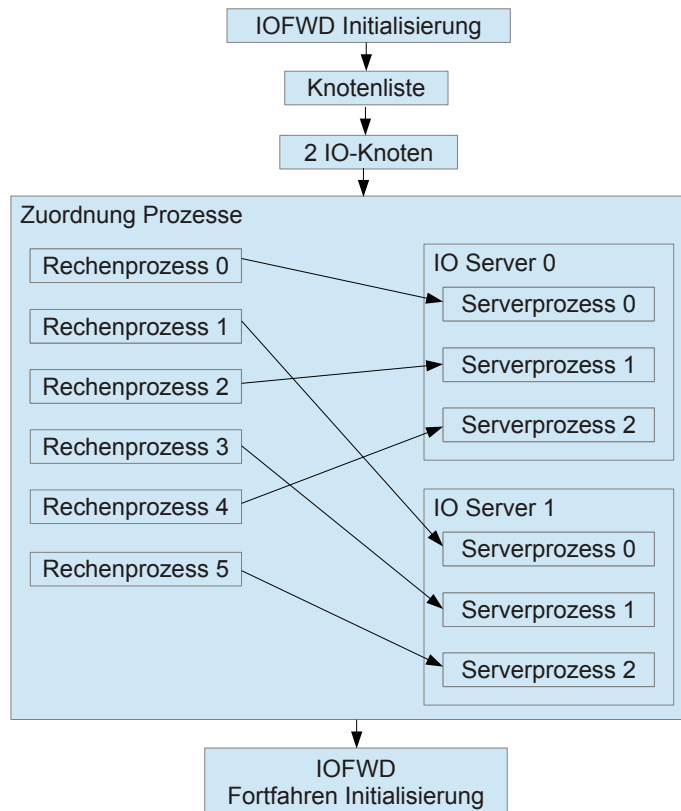 IOFWD Initialisierung
Knotenliste
2 IO-Knoten
Zuordnung Prozesse
Rechenprozess 0
Rechenprozess 1
Rechenprozess 2
Rechenprozess 3
Rechenprozess 4
Rechenprozess 5
IO Server 0
Serverprozess 0
Serverprozess 1
Serverprozess 2
IO Server 1
Serverprozess 0
Serverprozess 1
Serverprozess 2
IOFWD
Fortfahren Initialisierung